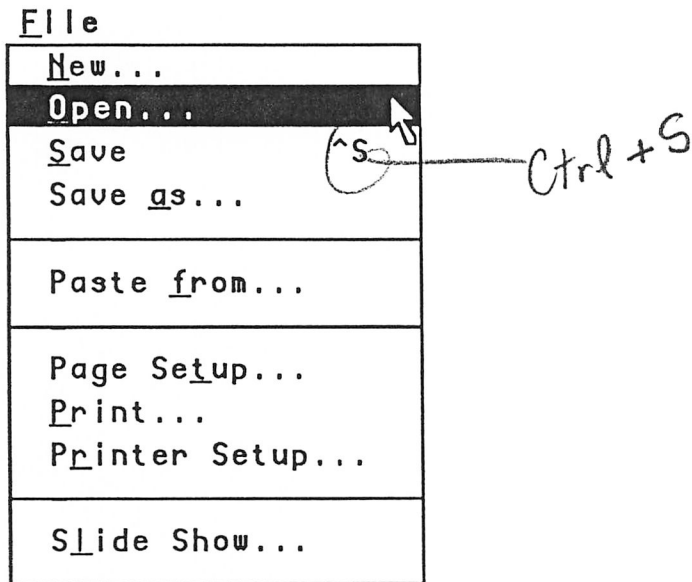 File
New...
Open...
Save ^S Ctrl + S
Save as...
Paste from...
Page Setup...
Print...
Printer Setup...
Slide Show...